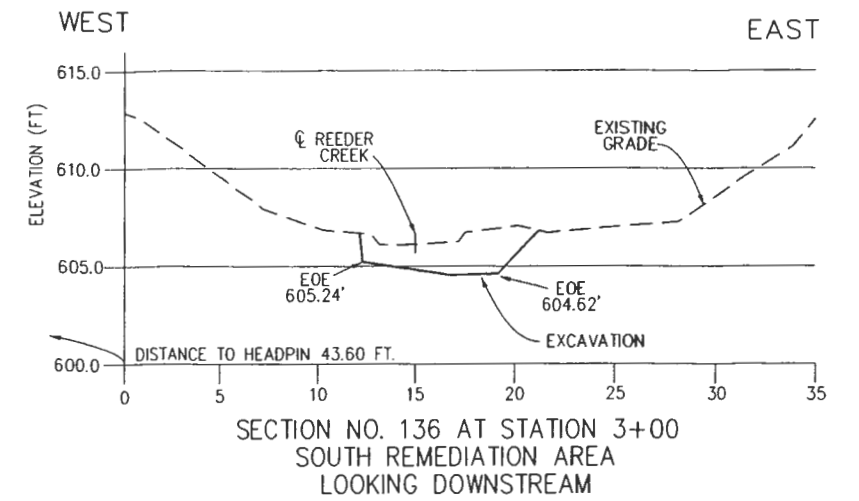 WEST
EAST
615.0
610.0
605.0
600.0
ELEVATION (FT)
℄ REEDER
CREEK
EXISTING
GRADE
EOE
605.24'
EOE
604.62'
EXCAVATION
DISTANCE TO HEADPIN 43.60 FT.
0 5 10 15 20 25 30 35
SECTION NO. 136 AT STATION 3+00
SOUTH REMEDIATION AREA
LOOKING DOWNSTREAM